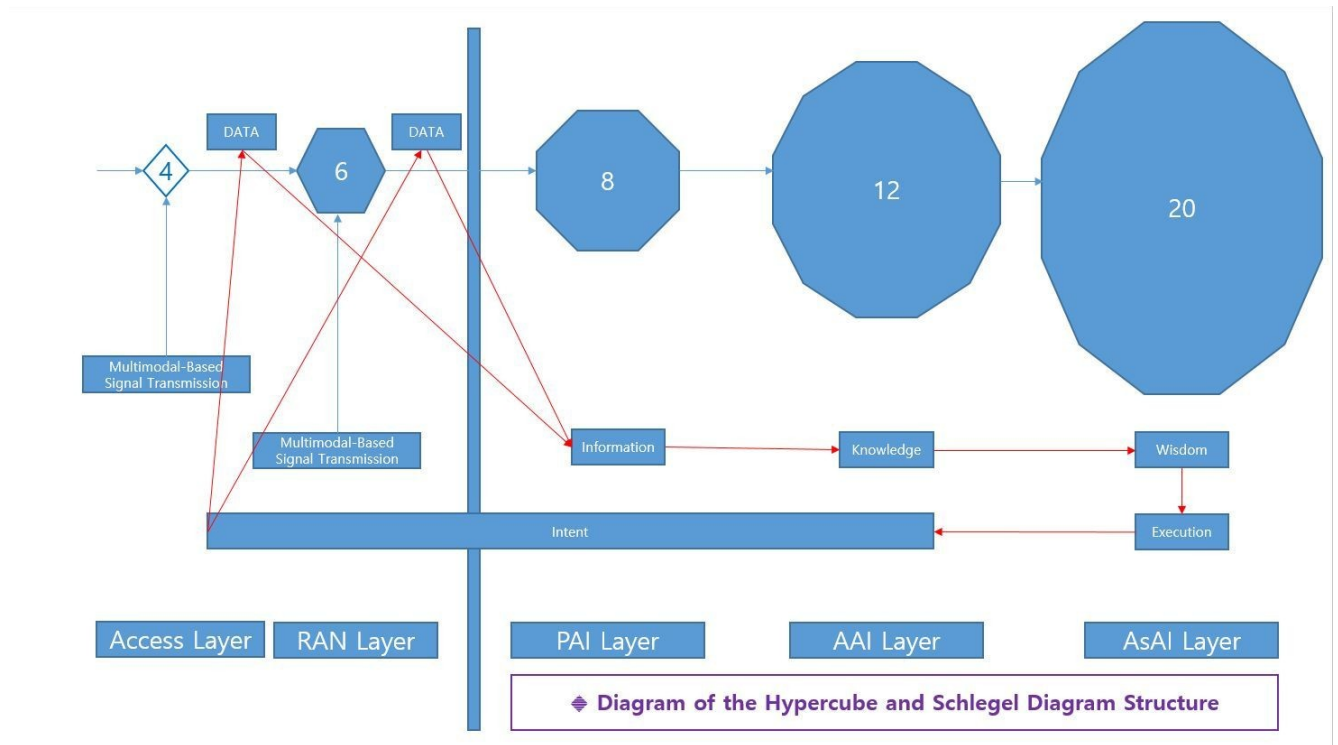 DATA
DATA
4
6
8
12
20
Multimodal-Based
Signal Transmission
Multimodal-Based
Signal Transmission
Information
Knowledge
Wisdom
Intent
Execution
Access Layer
RAN Layer
PAI Layer
AAI Layer
AsAI Layer
Diagram of the Hypercube and Schlegel Diagram Structure